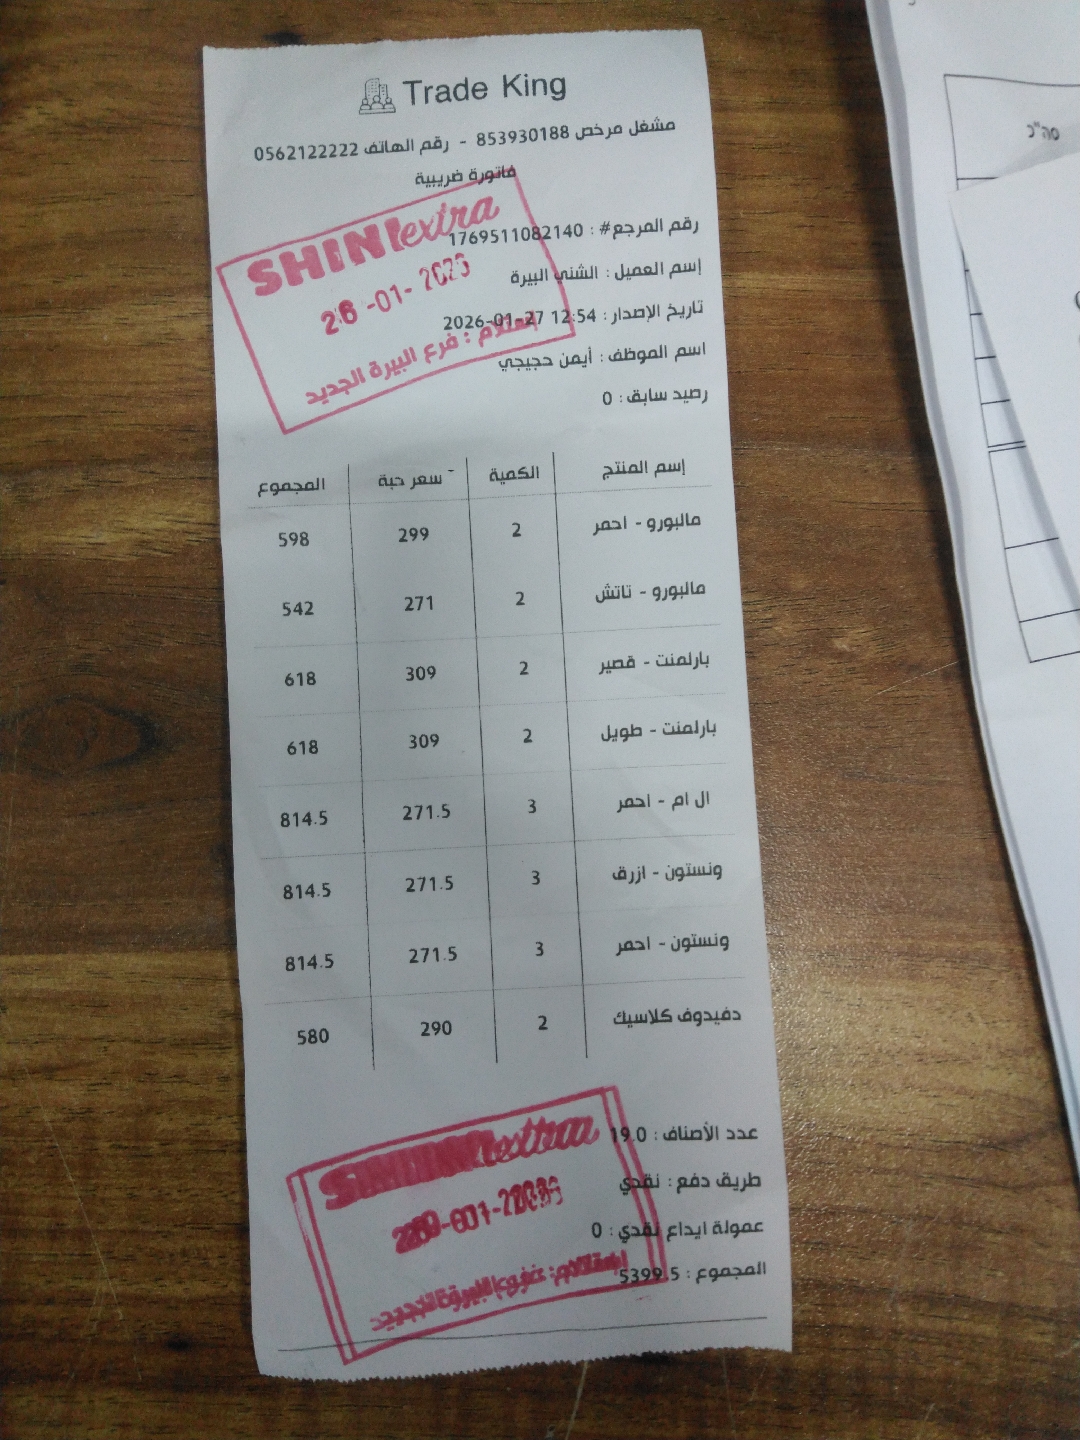 Trade King
مشغل مرخص 853930188 - رقم الهاتف 0562122222
فاتورة ضريبية
رقم المرجع# : 1769511082140
إسم العميل : الشني البيرة
تاريخ الإصدار : 2026-01-27 12:54
اسم الموظف : أيمن حجيجي
رصيد سابق : 0
SHINI extra
26 -01- 2026
استلام : فرع البيرة الجديد
إسم المنتج الكمية سعر حبة المجموع
مالبورو - احمر 2 299 598
مالبورو - تاتش 2 271 542
بارلمنت - قصير 2 309 618
بارلمنت - طويل 2 309 618
ال ام - احمر 3 271.5 814.5
ونستون - ازرق 3 271.5 814.5
ونستون - احمر 3 271.5 814.5
دفيدوف كلاسيك 2 290 580
عدد الأصناف : 19.0
طريق دفع : نقدي
عمولة ايداع نقدي : 0
المجموع : 5399.5
סה"כ